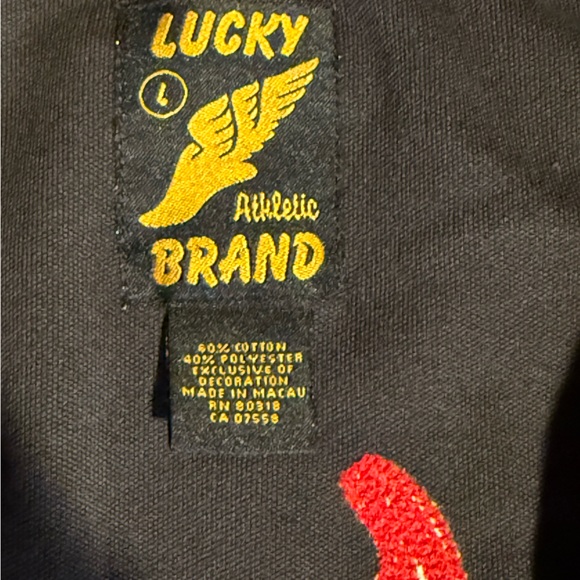 LUCKY
L
Athletic
BRAND
60% COTTON
40% POLYESTER
EXCLUSIVE OF
DECORATION
MADE IN MACAU
RN 80318
CA 07558